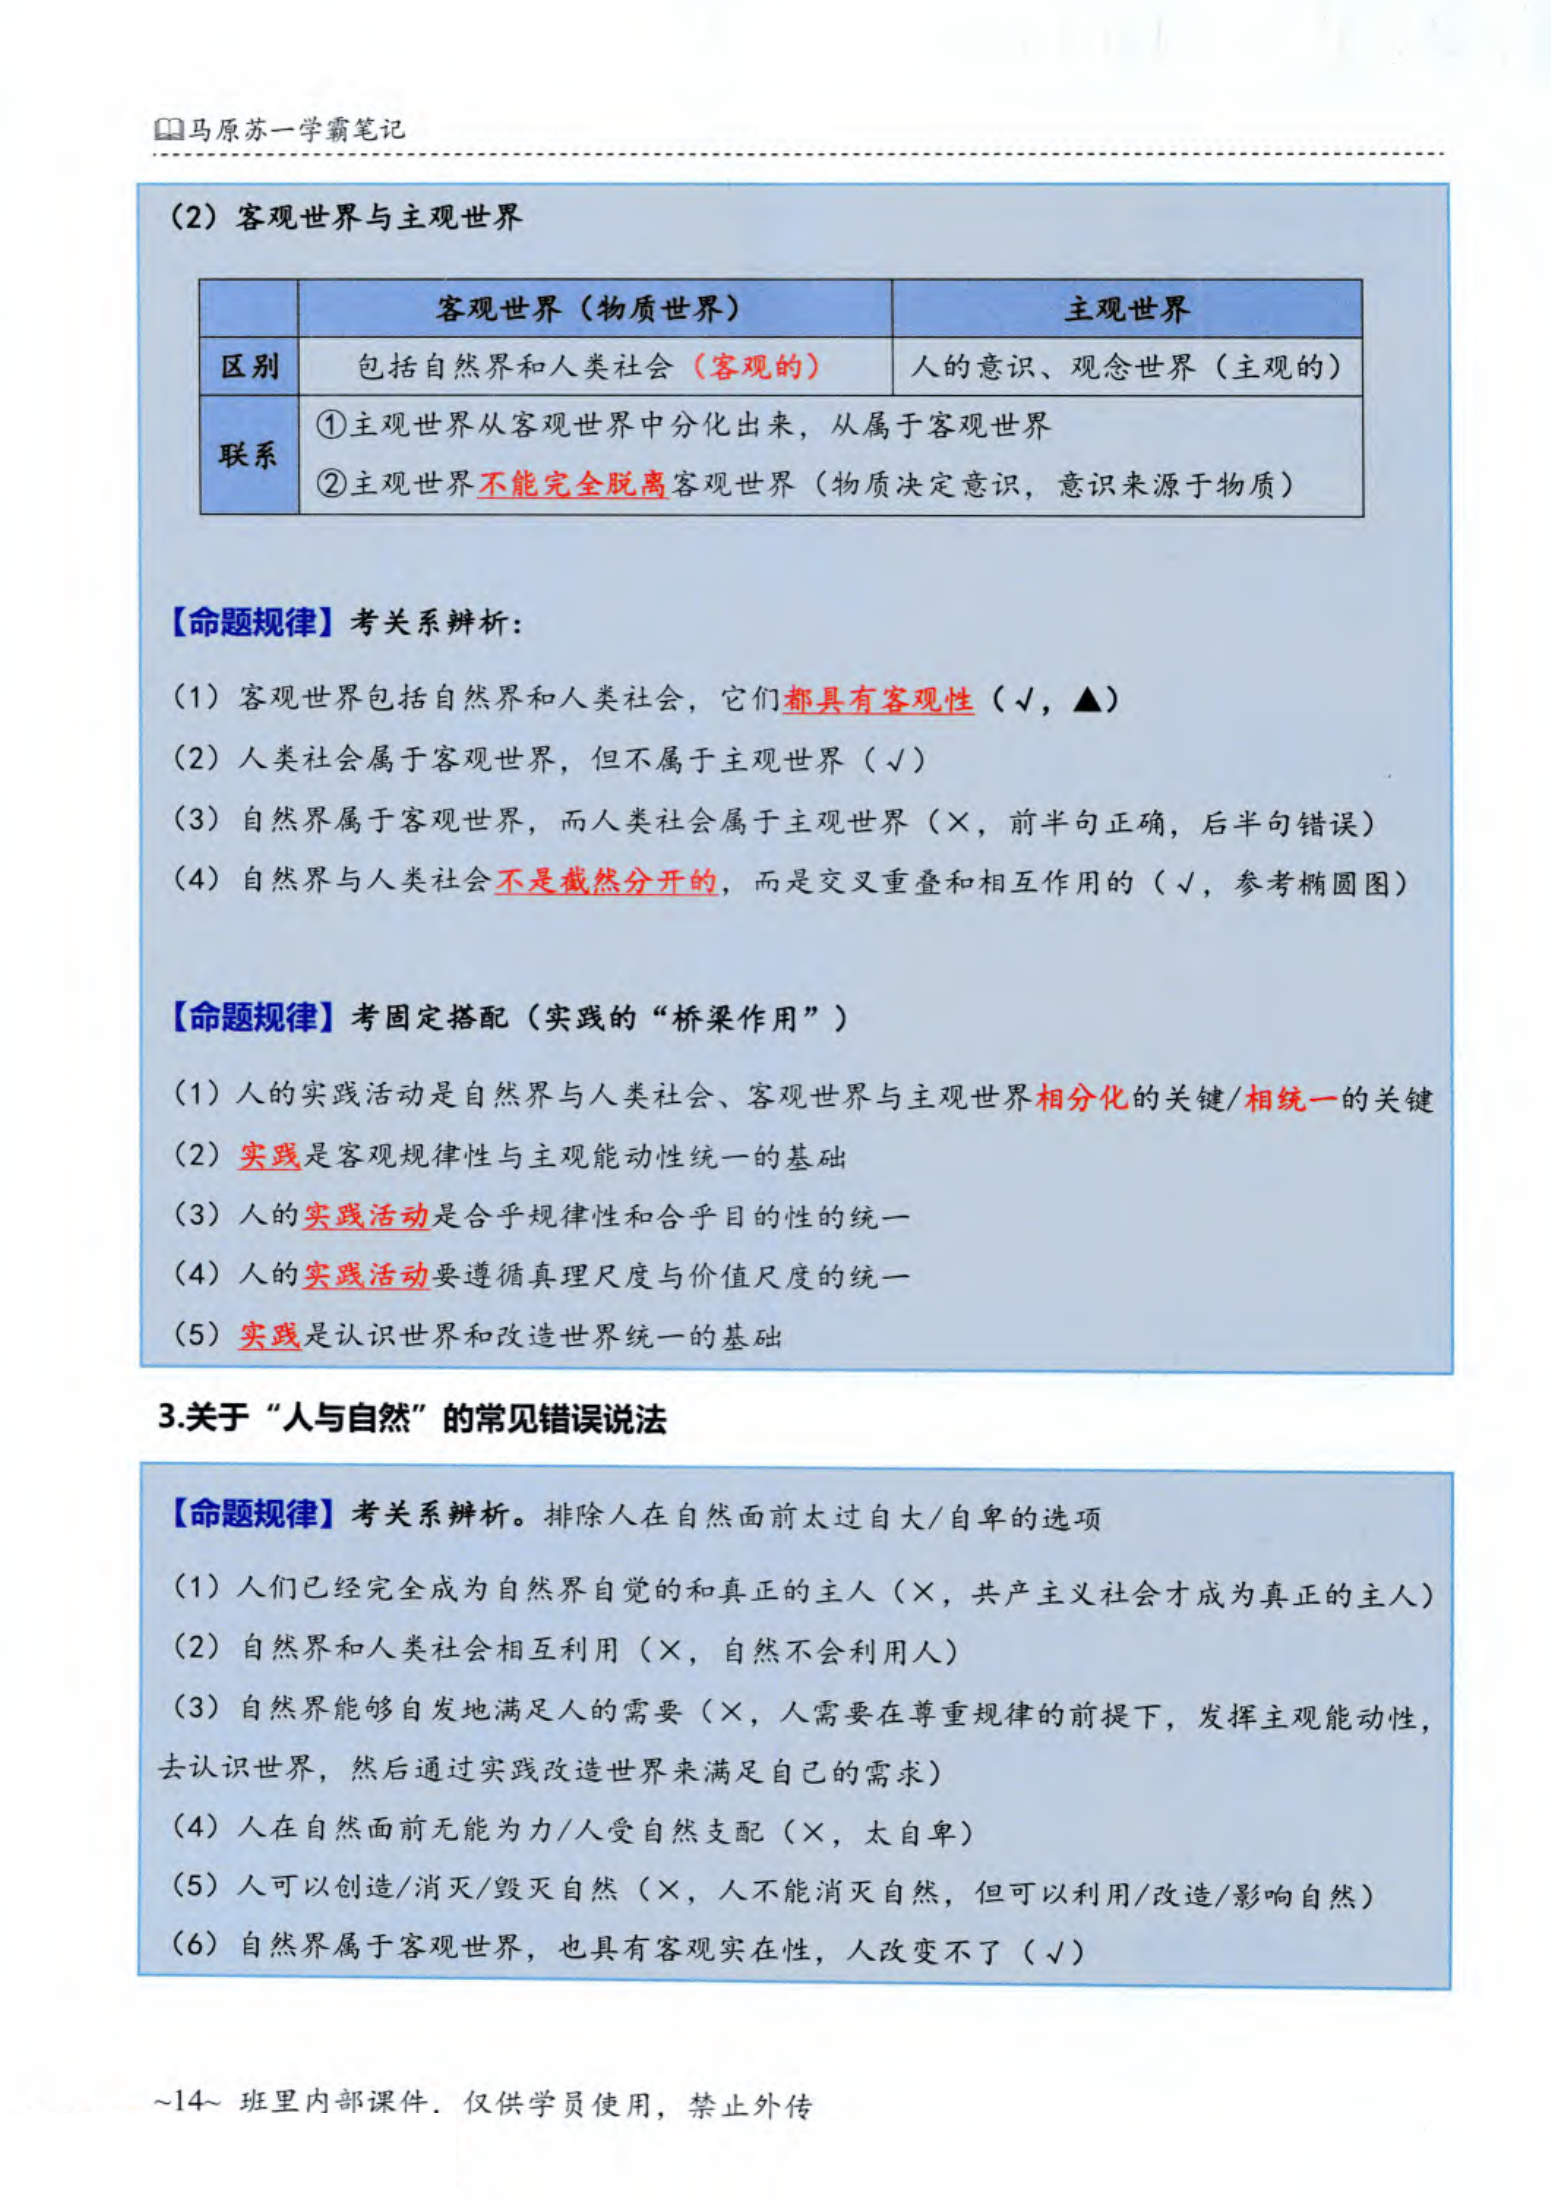 马原苏一学霸笔记
（2）客观世界与主观世界
客观世界（物质世界） 主观世界
区别 包括自然界和人类社会（客观的） 人的意识、观念世界（主观的）
联系
①主观世界从客观世界中分化出来，从属于客观世界
②主观世界不能完全脱离客观世界（物质决定意识，意识来源于物质）
【命题规律】考关系辨析：
（1）客观世界包括自然界和人类社会，它们都具有客观性（√，▲）
（2）人类社会属于客观世界，但不属于主观世界（√）
（3）自然界属于客观世界，而人类社会属于主观世界（×，前半句正确，后半句错误）
（4）自然界与人类社会不是截然分开的，而是交叉重叠和相互作用的（√，参考椭圆图）
【命题规律】考固定搭配（实践的“桥梁作用”）
（1）人的实践活动是自然界与人类社会、客观世界与主观世界相分化的关键/相统一的关键
（2）实践是客观规律性与主观能动性统一的基础
（3）人的实践活动是合乎规律性和合乎目的性的统一
（4）人的实践活动要遵循真理尺度与价值尺度的统一
（5）实践是认识世界和改造世界统一的基础
3.关于“人与自然”的常见错误说法
【命题规律】考关系辨析。排除人在自然面前太过自大/自卑的选项
（1）人们已经完全成为自然界自觉的和真正的主人（×，共产主义社会才成为真正的主人）
（2）自然界和人类社会相互利用（×，自然不会利用人）
（3）自然界能够自发地满足人的需要（×，人需要在尊重规律的前提下，发挥主观能动性，
去认识世界，然后通过实践改造世界来满足自己的需求）
（4）人在自然面前无能为力/人受自然支配（×，太自卑）
（5）人可以创造/消灭/毁灭自然（×，人不能消灭自然，但可以利用/改造/影响自然）
（6）自然界属于客观世界，也具有客观实在性，人改变不了（√）
~14~ 班里内部课件．仅供学员使用，禁止外传